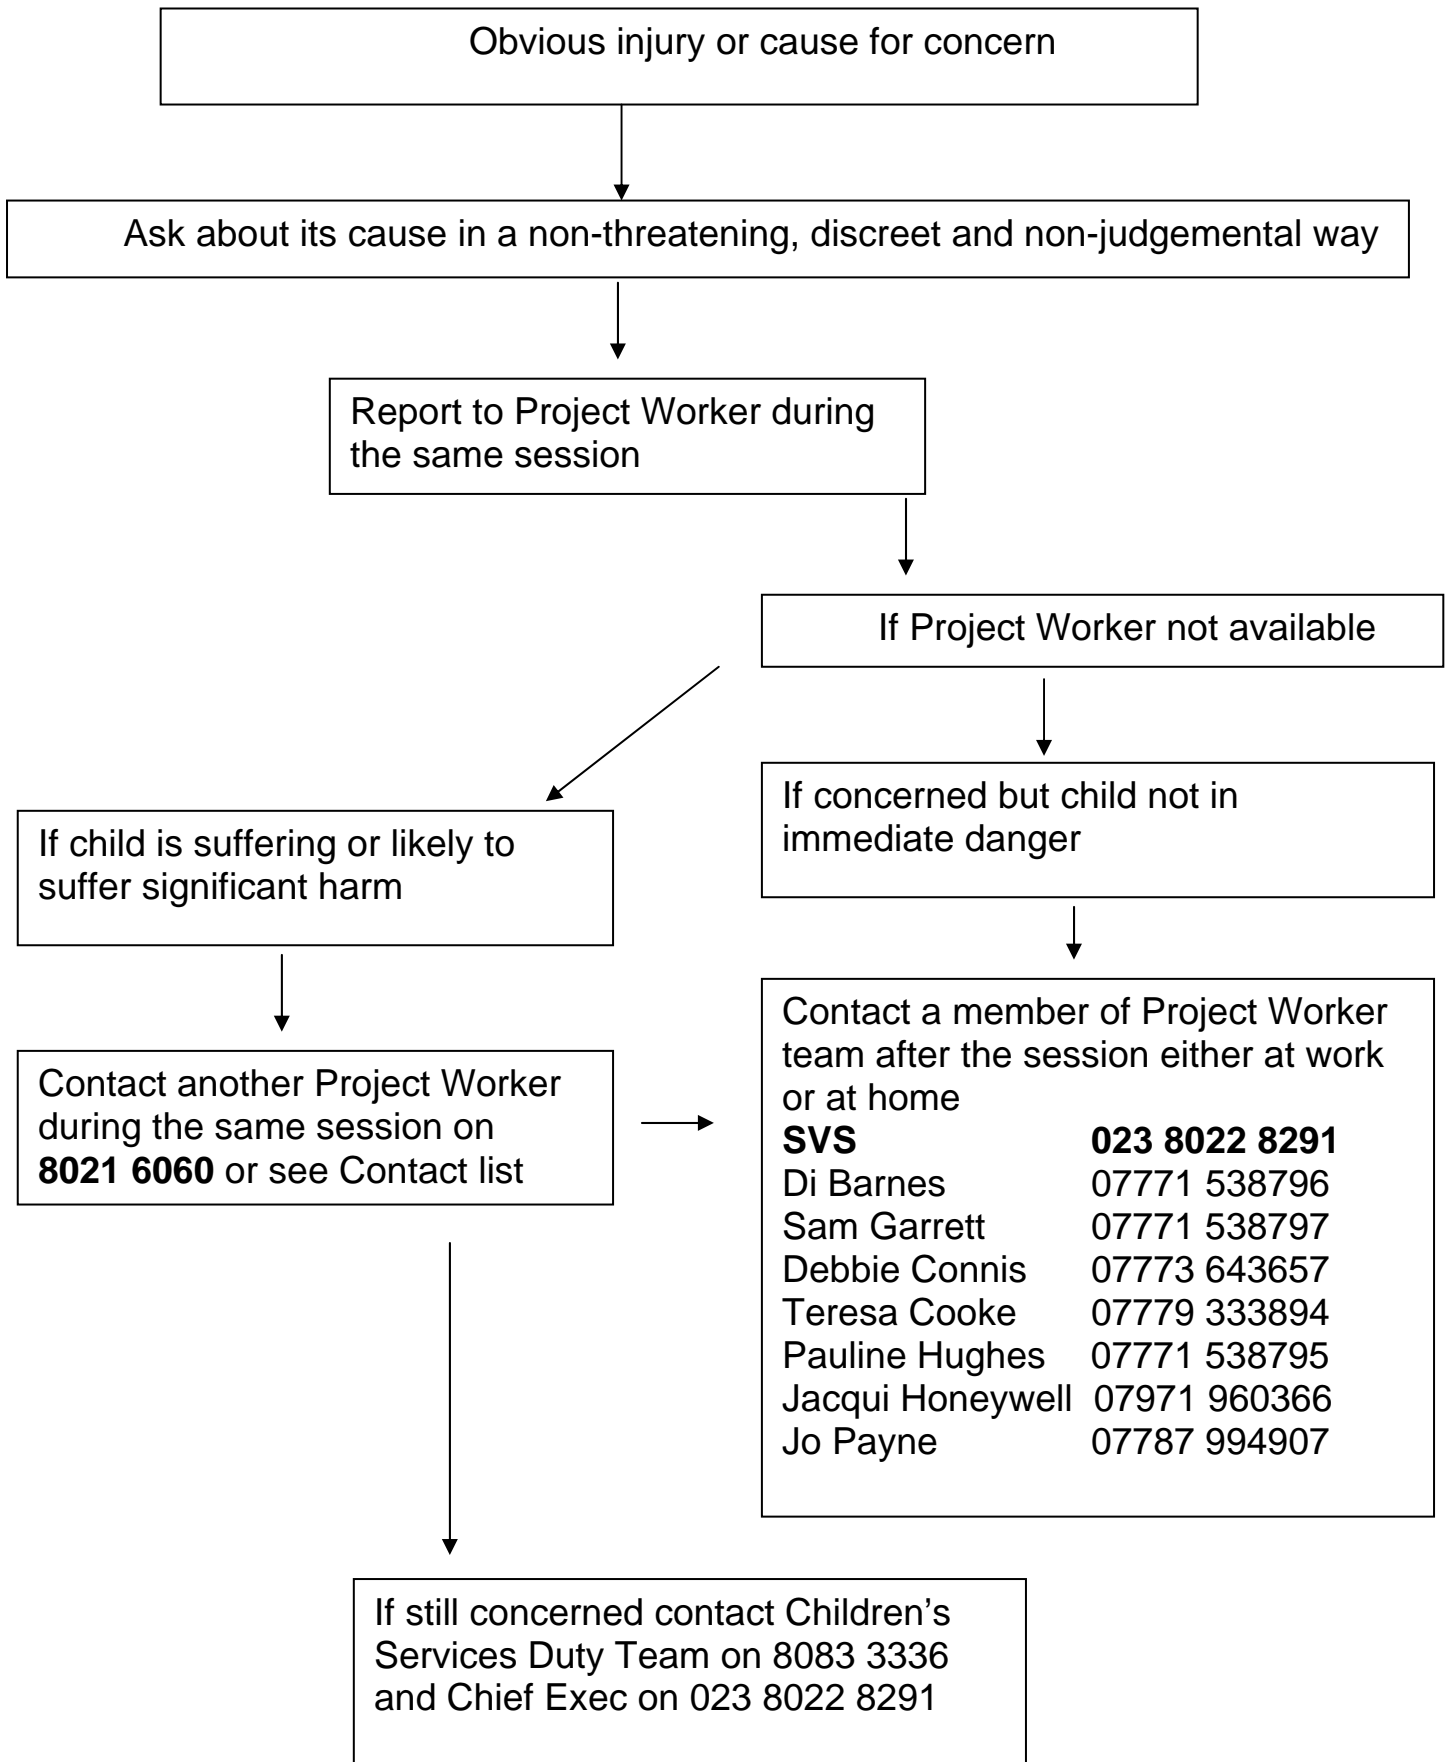 Obvious injury or cause for concern
Ask about its cause in a non-threatening, discreet and non-judgemental way
Report to Project Worker during
the same session
If Project Worker not available
If child is suffering or likely to
suffer significant harm
If concerned but child not in
immediate danger
Contact another Project Worker
during the same session on
8021 6060 or see Contact list
Contact a member of Project Worker
team after the session either at work
or at home
SVS 023 8022 8291
Di Barnes 07771 538796
Sam Garrett 07771 538797
Debbie Connis 07773 643657
Teresa Cooke 07779 333894
Pauline Hughes 07771 538795
Jacqui Honeywell 07971 960366
Jo Payne 07787 994907
If still concerned contact Children’s
Services Duty Team on 8083 3336
and Chief Exec on 023 8022 8291